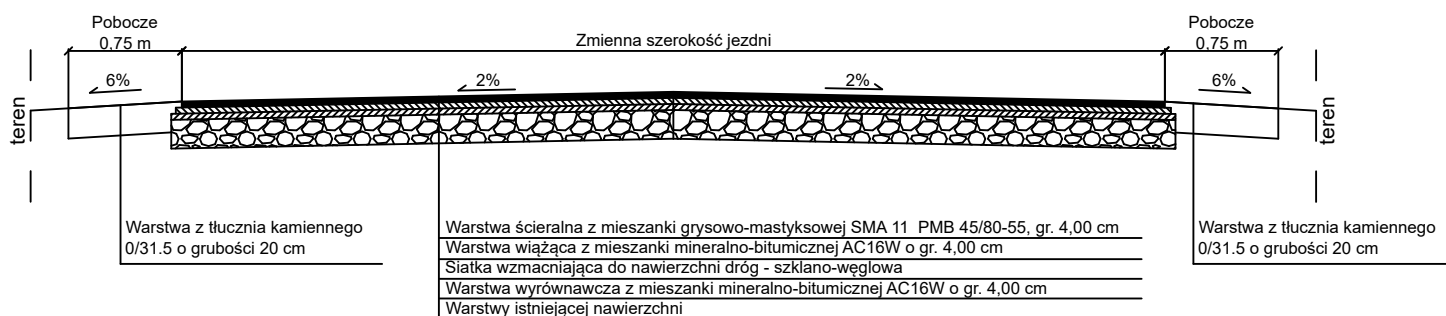 Pobocze
0,75 m
Zmienna szerokość jezdni
Pobocze
0,75 m
6%
2%
2%
6%
teren
teren
Warstwa z tłucznia kamiennego
0/31.5 o grubości 20 cm
Warstwa ścieralna z mieszanki grysowo-mastyksowej SMA 11 PMB 45/80-55, gr. 4,00 cm
Warstwa wiążąca z mieszanki mineralno-bitumicznej AC16W o gr. 4,00 cm
Siatka wzmacniająca do nawierzchni dróg - szklano-węglowa
Warstwa wyrównawcza z mieszanki mineralno-bitumicznej AC16W o gr. 4,00 cm
Warstwy istniejącej nawierzchni
Warstwa z tłucznia kamiennego
0/31.5 o grubości 20 cm